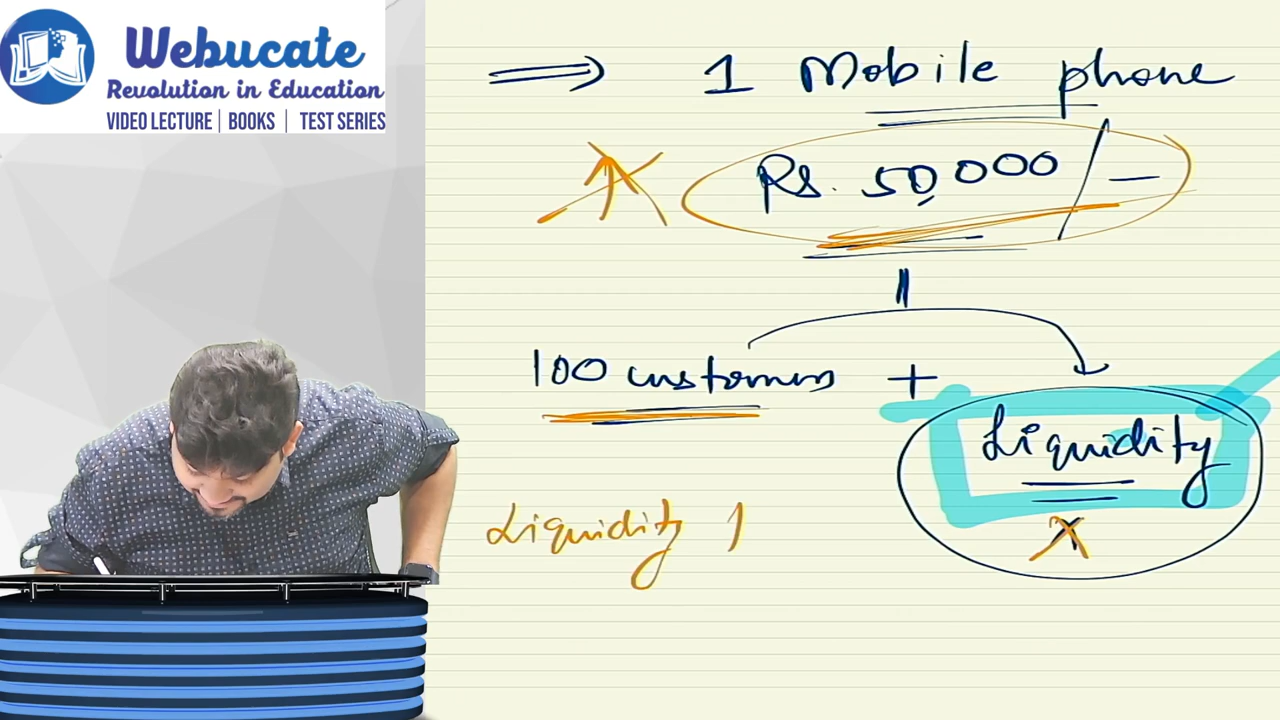 Webucate
Revolution in Education
VIDEO LECTURE | BOOKS | TEST SERIES
⇒ 1 Mobile phone
Rs. 50,000/-
100 customers +
Liquidity
Liquidity